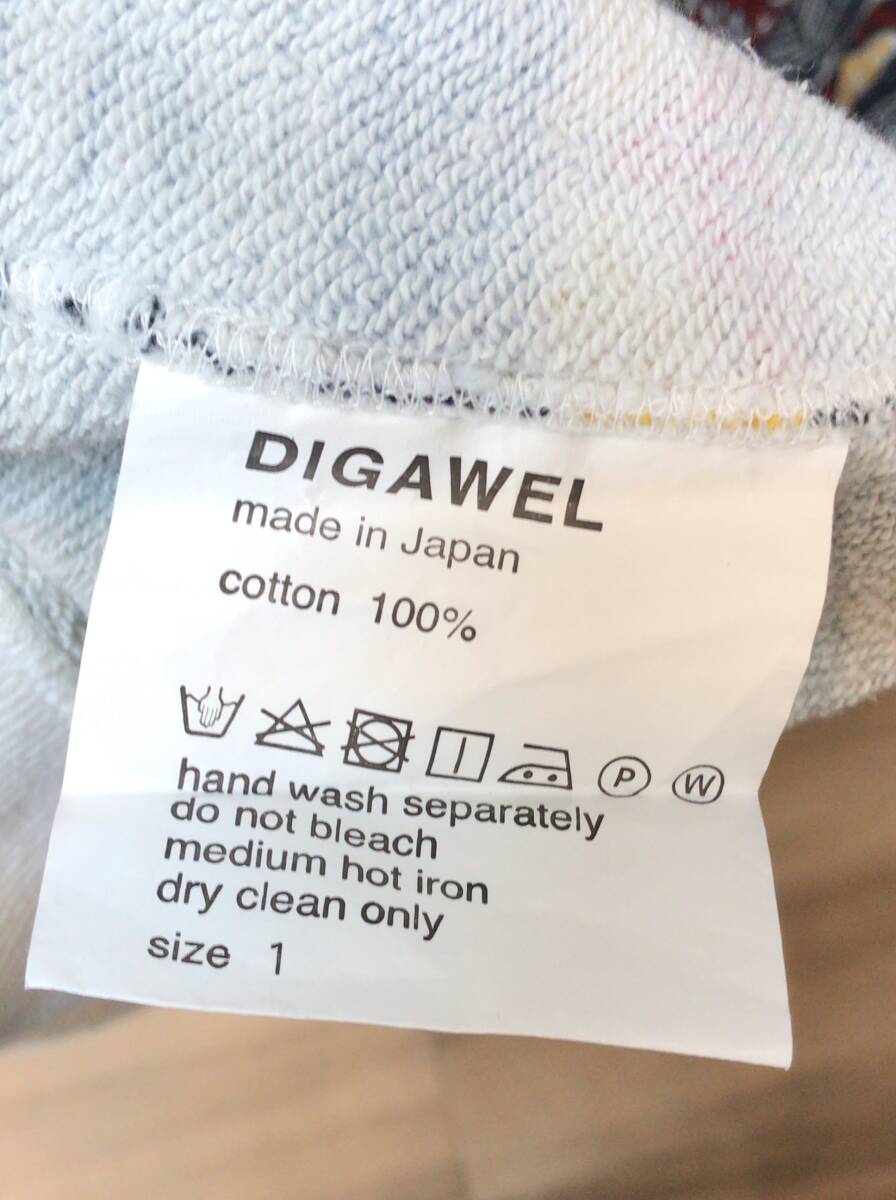 DIGAWEL
made in Japan
cotton 100%
P W
hand wash separately
do not bleach
medium hot iron
dry clean only
size 1